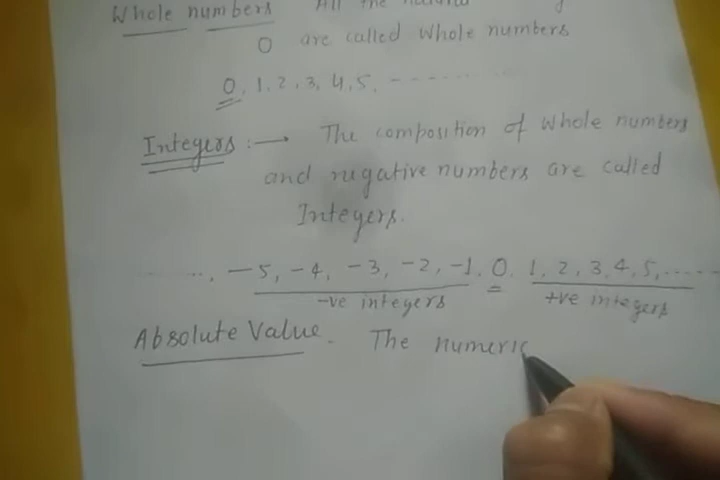 Whole numbers All the
0 are called Whole numbers
0, 1, 2, 3, 4, 5, - - - - - - - - -
Integers :→ The composition of Whole numbers
and negative numbers are called
Integers.
. . . . . . ., -5, -4, -3, -2, -1, 0, 1, 2, 3, 4, 5, . . . . . .
-ve integers +ve integers
Absolute Value. The numeric